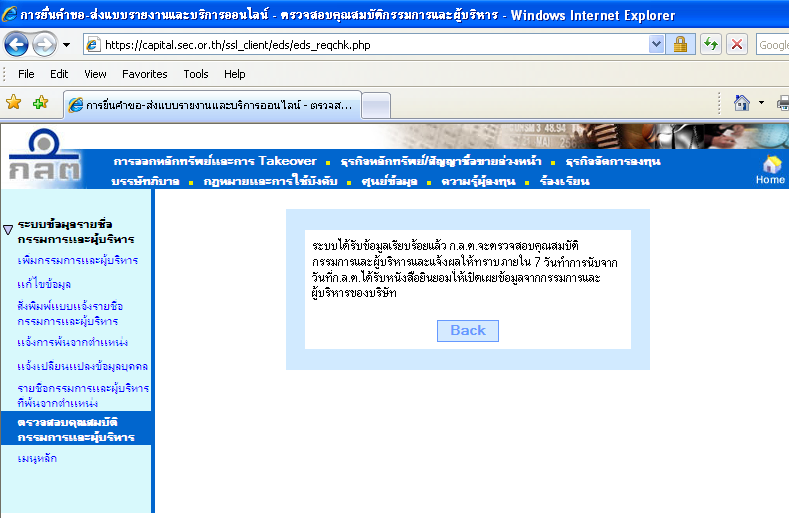 การยื่นคำขอ-ส่งแบบรายงานและบริการออนไลน์ - ตรวจสอบคุณสมบัติกรรมการและผู้บริหาร - Windows Internet Explorer
https://capital.sec.or.th/ssl_client/eds/eds_reqchk.php
Google
File Edit View Favorites Tools Help
การยื่นคำขอ-ส่งแบบรายงานและบริการออนไลน์ - ตรวจส...
กลต
การออกหลักทรัพย์และการ Takeover ธุรกิจหลักทรัพย์/สัญญาซื้อขายล่วงหน้า ธุรกิจจัดการลงทุน
บรรษัทภิบาล กฎหมายและการใช้บังคับ ศูนย์ข้อมูล ความรู้ผู้ลงทุน ร้องเรียน
Home
ระบบข้อมูลรายชื่อ
กรรมการและผู้บริหาร
เพิ่มกรรมการและผู้บริหาร
แก้ไขข้อมูล
สั่งพิมพ์แบบแจ้งรายชื่อ
กรรมการและผู้บริหาร
แจ้งการพ้นจากตำแหน่ง
แจ้งเปลี่ยนแปลงข้อมูลบุคคล
รายชื่อกรรมการและผู้บริหาร
ที่พ้นจากตำแหน่ง
ตรวจสอบคุณสมบัติ
กรรมการและผู้บริหาร
เมนูหลัก
ระบบได้รับข้อมูลเรียบร้อยแล้ว ก.ล.ต.จะตรวจสอบคุณสมบัติ
กรรมการและผู้บริหารและแจ้งผลให้ทราบภายใน 7 วันทำการนับจาก
วันที่ก.ล.ต.ได้รับหนังสือยินยอมให้เปิดเผยข้อมูลจากกรรมการและ
ผู้บริหารของบริษัท
Back